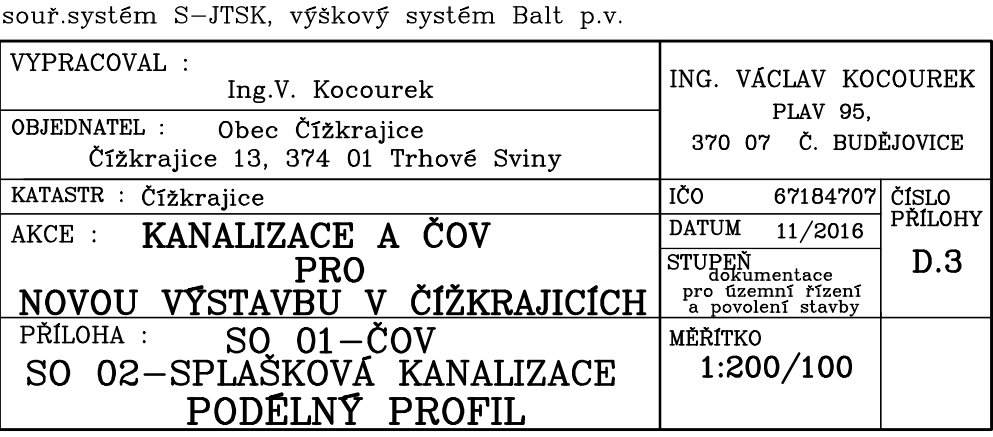 souř.systém S-JTSK, výškový systém Balt p.v.
VYPRACOVAL :
Ing.V. Kocourek
OBJEDNATEL : Obec Čížkrajice
Čížkrajice 13, 374 01 Trhové Sviny
KATASTR : Čížkrajice
AKCE : KANALIZACE A ČOV
PRO
NOVOU VÝSTAVBU V ČÍŽKRAJICÍCH
PŘÍLOHA : SO 01-ČOV
SO 02-SPLAŠKOVÁ KANALIZACE
PODÉLNÝ PROFIL
ING. VÁCLAV KOCOUREK
PLAV 95,
370 07 Č. BUDĚJOVICE
IČO 67184707
DATUM 11/2016
STUPEŇ
dokumentace
pro územní řízení
a povolení stavby
MĚŘÍTKO
1:200/100
ČÍSLO
PŘÍLOHY
D.3